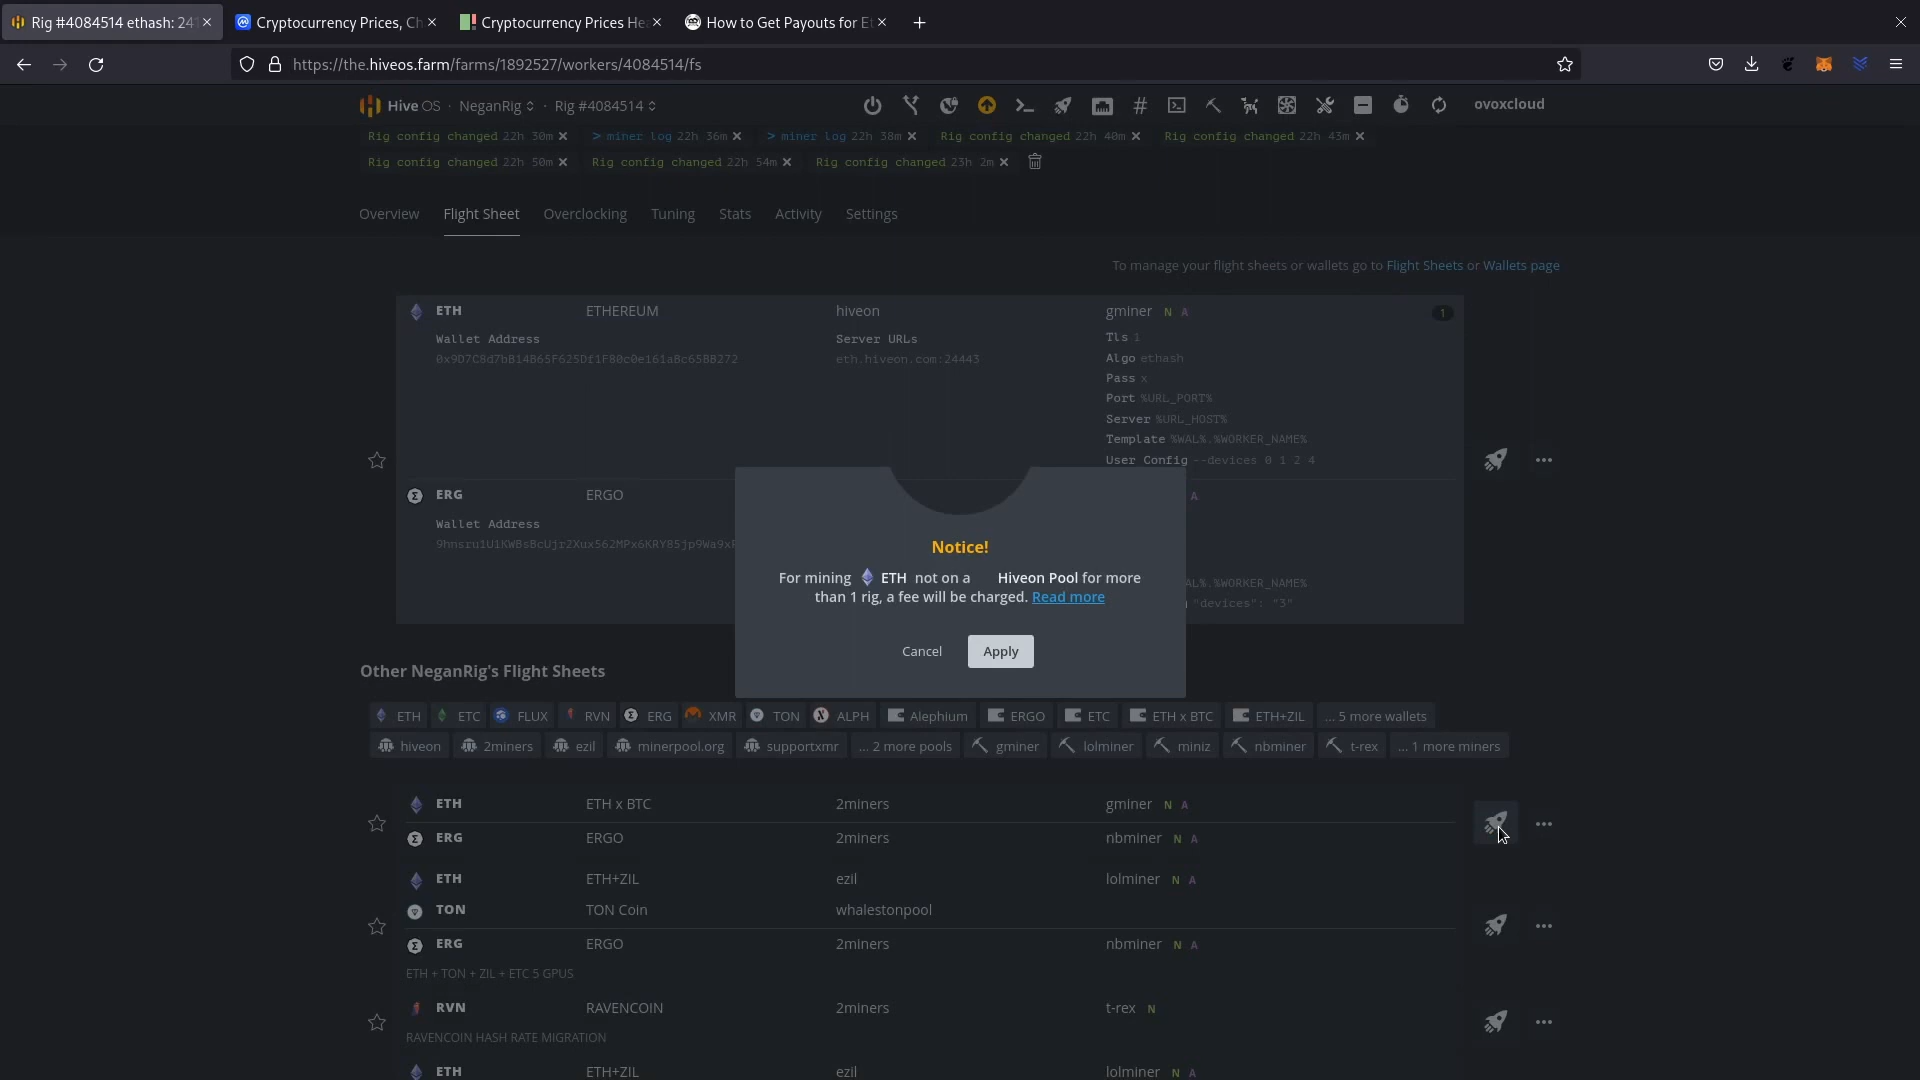 Rig #4084514 ethash: 24
Cryptocurrency Prices, Ch
Cryptocurrency Prices He
How to Get Payouts for Et
https://the.hiveos.farm/farms/1892527/workers/4084514/fs
Hive OS · NeganRig · Rig #4084514
ovoxcloud
Rig config changed 22h 30m
> miner log 22h 36m
> miner log 22h 38m
Rig config changed 22h 40m
Rig config changed 22h 43m
Rig config changed 22h 50m
Rig config changed 22h 54m
Rig config changed 23h 2m
Overview Flight Sheet Overclocking Tuning Stats Activity Settings
To manage your flight sheets or wallets go to Flight Sheets or Wallets page
ETH ETHEREUM hiveon gminer N A 1
Wallet Address Server URLs Tls 1
0x9D7C8d7bB14B65F625Df1F80c0e161aBc65BB272 eth.hiveon.com:24443 Algo ethash
Pass x
Port %URL_PORT%
Server %URL_HOST%
Template %WAL%.%WORKER_NAME%
User Config --devices 0 1 2 4
ERG ERGO A
Wallet Address
AL%.%WORKER_NAME%
"devices": "3"
Notice!
For mining ETH not on a Hiveon Pool for more
than 1 rig, a fee will be charged. Read more
Cancel Apply
Other NeganRig's Flight Sheets
ETH ETC FLUX RVN ERG XMR TON ALPH Alephium ERGO ETC ETH x BTC ETH+ZIL ... 5 more wallets
hiveon 2miners ezil minerpool.org supportxmr ... 2 more pools gminer lolminer miniz nbminer t-rex ... 1 more miners
ETH ETH x BTC 2miners gminer N A
ERG ERGO 2miners nbminer N A
ETH ETH+ZIL ezil lolminer N A
TON TON Coin whalestonpool
ERG ERGO 2miners nbminer N A
ETH + TON + ZIL + ETC 5 GPUS
RVN RAVENCOIN 2miners t-rex N
RAVENCOIN HASH RATE MIGRATION
ETH ETH+ZIL ezil lolminer N A